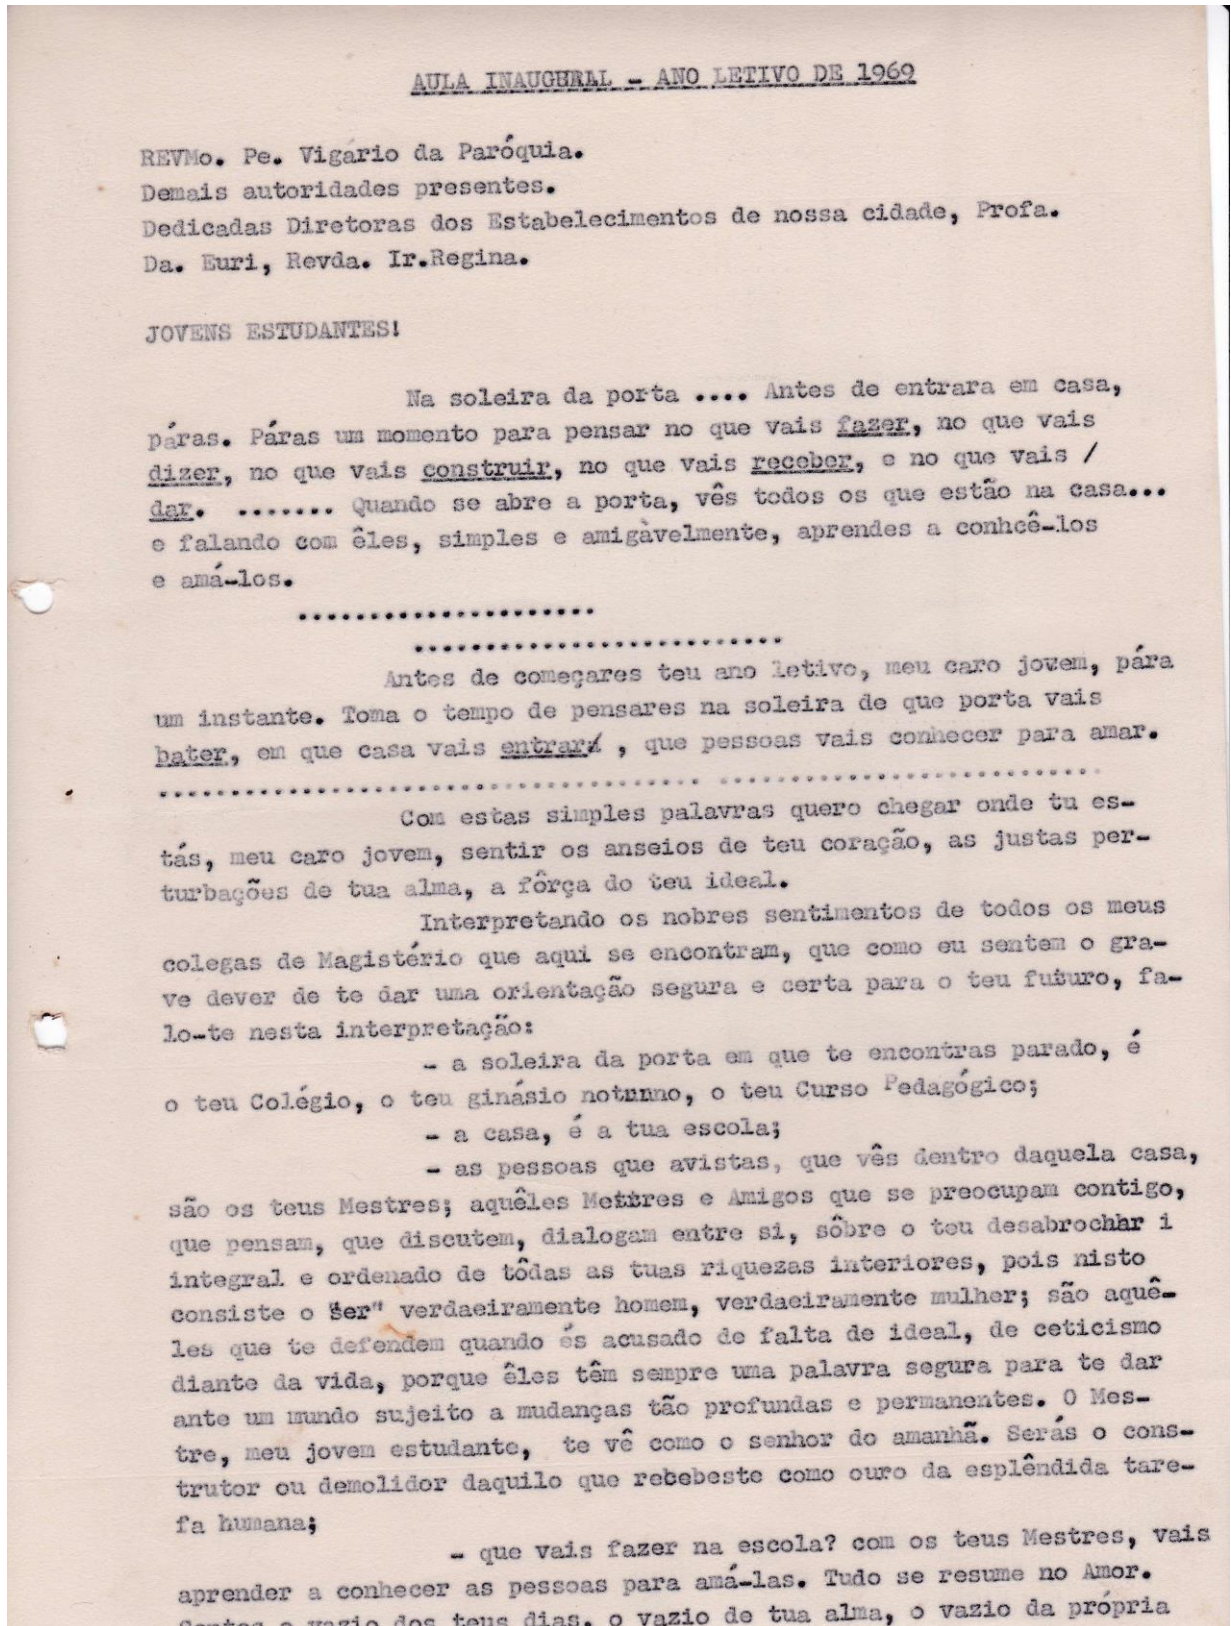 AULA INAUGURAL - ANO LETIVO DE 1969
REVMo. Pe. Vigário da Paróquia.
Demais autoridades presentes.
Dedicadas Diretoras dos Estabelecimentos de nossa cidade, Profa.
Da. Euri, Revda. Ir.Regina.
JOVENS ESTUDANTES!
Na soleira da porta .... Antes de entrara em casa,
páras. Páras um momento para pensar no que vais fazer, no que vais
dizer, no que vais construir, no que vais receber, e no que vais /
dar. ....... Quando se abre a porta, vês todos os que estão na casa...
e falando com êles, simples e amigàvelmente, aprendes a conhcê-los
e amá-los.
.....................
..........................
Antes de começares teu ano letivo, meu caro jovem, pára
um instante. Toma o tempo de pensares na soleira de que porta vais
bater, em que casa vais entrar , que pessoas vais conhecer para amar.
...................................... ...........................
Com estas simples palavras quero chegar onde tu es-
tás, meu caro jovem, sentir os anseios de teu coração, as justas per-
turbações de tua alma, a fôrça do teu ideal.
Interpretando os nobres sentimentos de todos os meus
colegas de Magistério que aqui se encontram, que como eu sentem o gra-
ve dever de te dar uma orientação segura e certa para o teu futuro, fa-
lo-te nesta interpretação:
- a soleira da porta em que te encontras parado, é
o teu Colégio, o teu ginásio noturno, o teu Curso Pedagógico;
- a casa, é a tua escola;
- as pessoas que avistas, que vês dentro daquela casa,
são os teus Mestres; aquêles Mestres e Amigos que se preocupam contigo,
que pensam, que discutem, dialogam entre si, sôbre o teu desabrochar i
integral e ordenado de tôdas as tuas riquezas interiores, pois nisto
consiste o "ser" verdaeiramente homem, verdaeiramente mulher; são aquê-
les que te defendem quando és acusado de falta de ideal, de ceticismo
diante da vida, porque êles têm sempre uma palavra segura para te dar
ante um mundo sujeito a mudanças tão profundas e permanentes. O Mes-
tre, meu jovem estudante, te vê como o senhor do amanhã. Serás o cons-
trutor ou demolidor daquilo que recebeste como ouro da esplêndida tare-
fa humana;
- que vais fazer na escola? com os teus Mestres, vais
aprender a conhecer as pessoas para amá-las. Tudo se resume no Amor.
o vazio dos teus dias, o vazio de tua alma, o vazio da própria